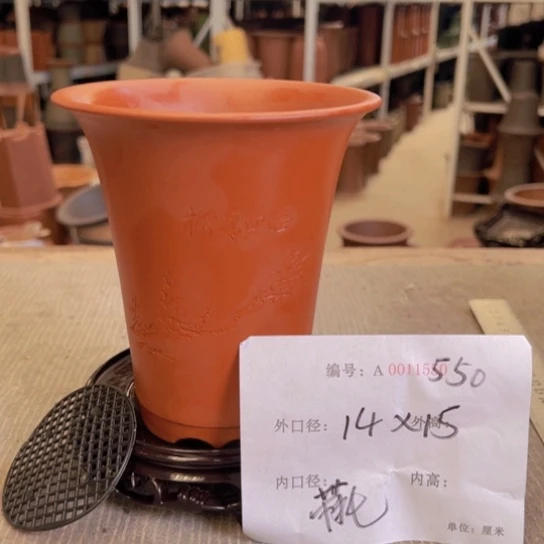 编号: A 0011550 550
外口径: 14×15 外高:
内口径: 内高:
单位: 厘米